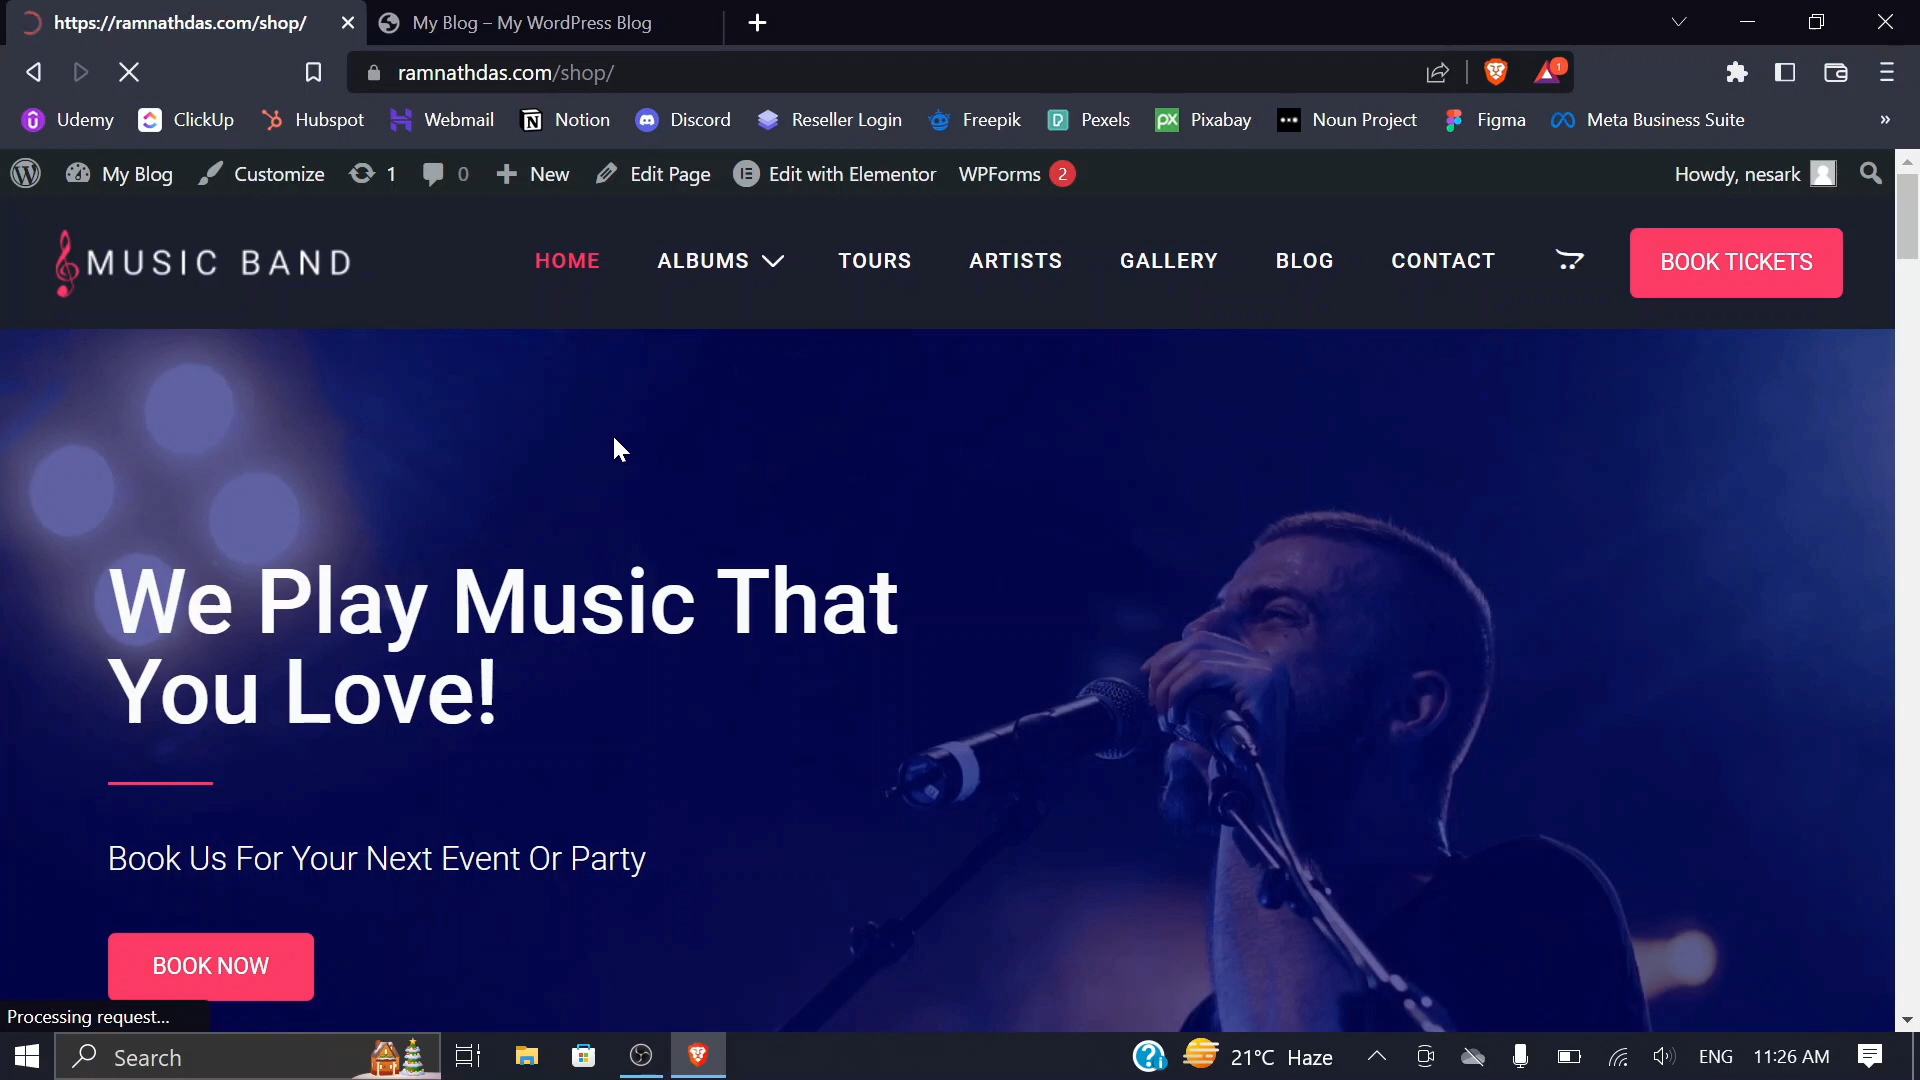 https://ramnathdas.com/shop/
My Blog – My WordPress Blog
ramnathdas.com/shop/
1
Udemy ClickUp Hubspot Webmail Notion Discord Reseller Login Freepik Pexels Pixabay Noun Project Figma Meta Business Suite »
My Blog Customize 1 0 New Edit Page Edit with Elementor WPForms 2 Howdy, nesark
MUSIC BAND HOME ALBUMS TOURS ARTISTS GALLERY BLOG CONTACT BOOK TICKETS
We Play Music That
You Love!
Book Us For Your Next Event Or Party
BOOK NOW
Processing request...
Search 21°C Haze ENG 11:26 AM